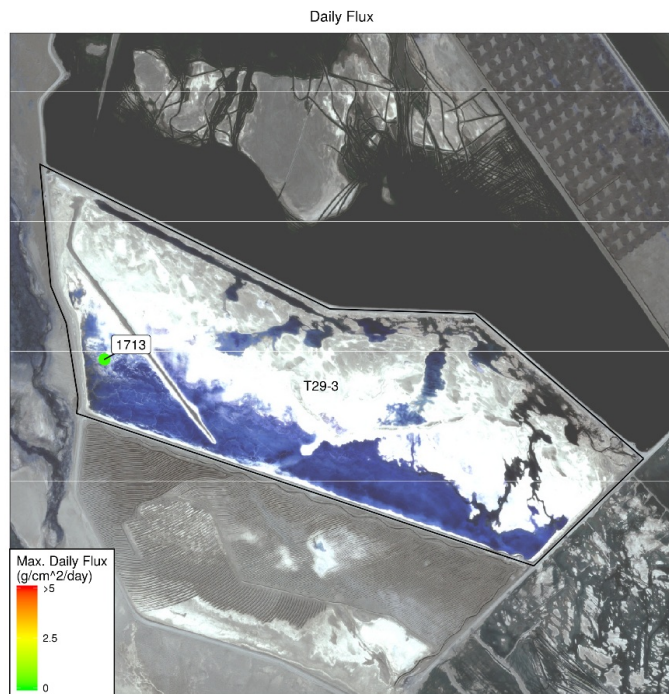 Daily Flux
1713
T29-3
Max. Daily Flux
(g/cm^2/day)
>5
2.5
0